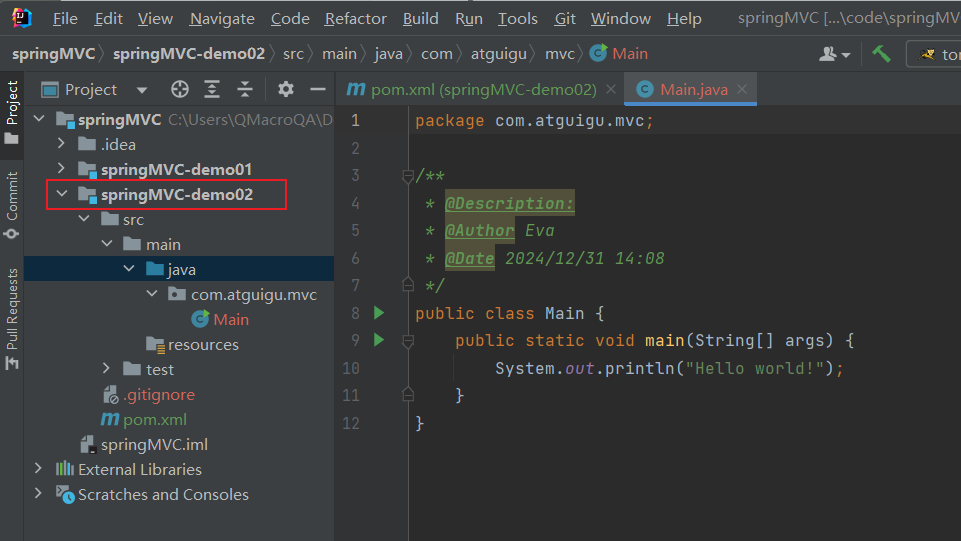 File Edit View Navigate Code Refactor Build Run Tools Git Window Help springMVC [...\code\springMV
springMVC springMVC-demo02 src main java com atguigu mvc Main tor
Project pom.xml (springMVC-demo02) Main.java
Project
Commit
Pull Requests
springMVC C:\Users\QMacroQA\D
.idea
springMVC-demo01
springMVC-demo02
src
main
java
com.atguigu.mvc
Main
resources
test
.gitignore
pom.xml
springMVC.iml
External Libraries
Scratches and Consoles
1 package com.atguigu.mvc;
2
3 /**
4 * @Description:
5 * @Author Eva
6 * @Date 2024/12/31 14:08
7 */
8 public class Main {
9 public static void main(String[] args) {
10 System.out.println("Hello world!");
11 }
12 }